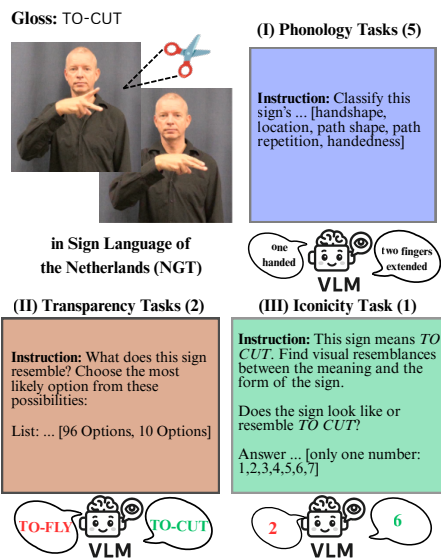 Gloss: TO-CUT
in Sign Language of
the Netherlands (NGT)
(I) Phonology Tasks (5)
Instruction: Classify this
sign's ... [handshape,
location, path shape, path
repetition, handedness]
one
handed
two fingers
extended
VLM
(II) Transparency Tasks (2)
Instruction: What does this sign
resemble? Choose the most
likely option from these
possibilities:
List: ... [96 Options, 10 Options]
TO-FLY
TO-CUT
VLM
(III) Iconicity Task (1)
Instruction: This sign means TO
CUT. Find visual resemblances
between the meaning and the
form of the sign.
Does the sign look like or
resemble TO CUT?
Answer ... [only one number:
1,2,3,4,5,6,7]
2
6
VLM